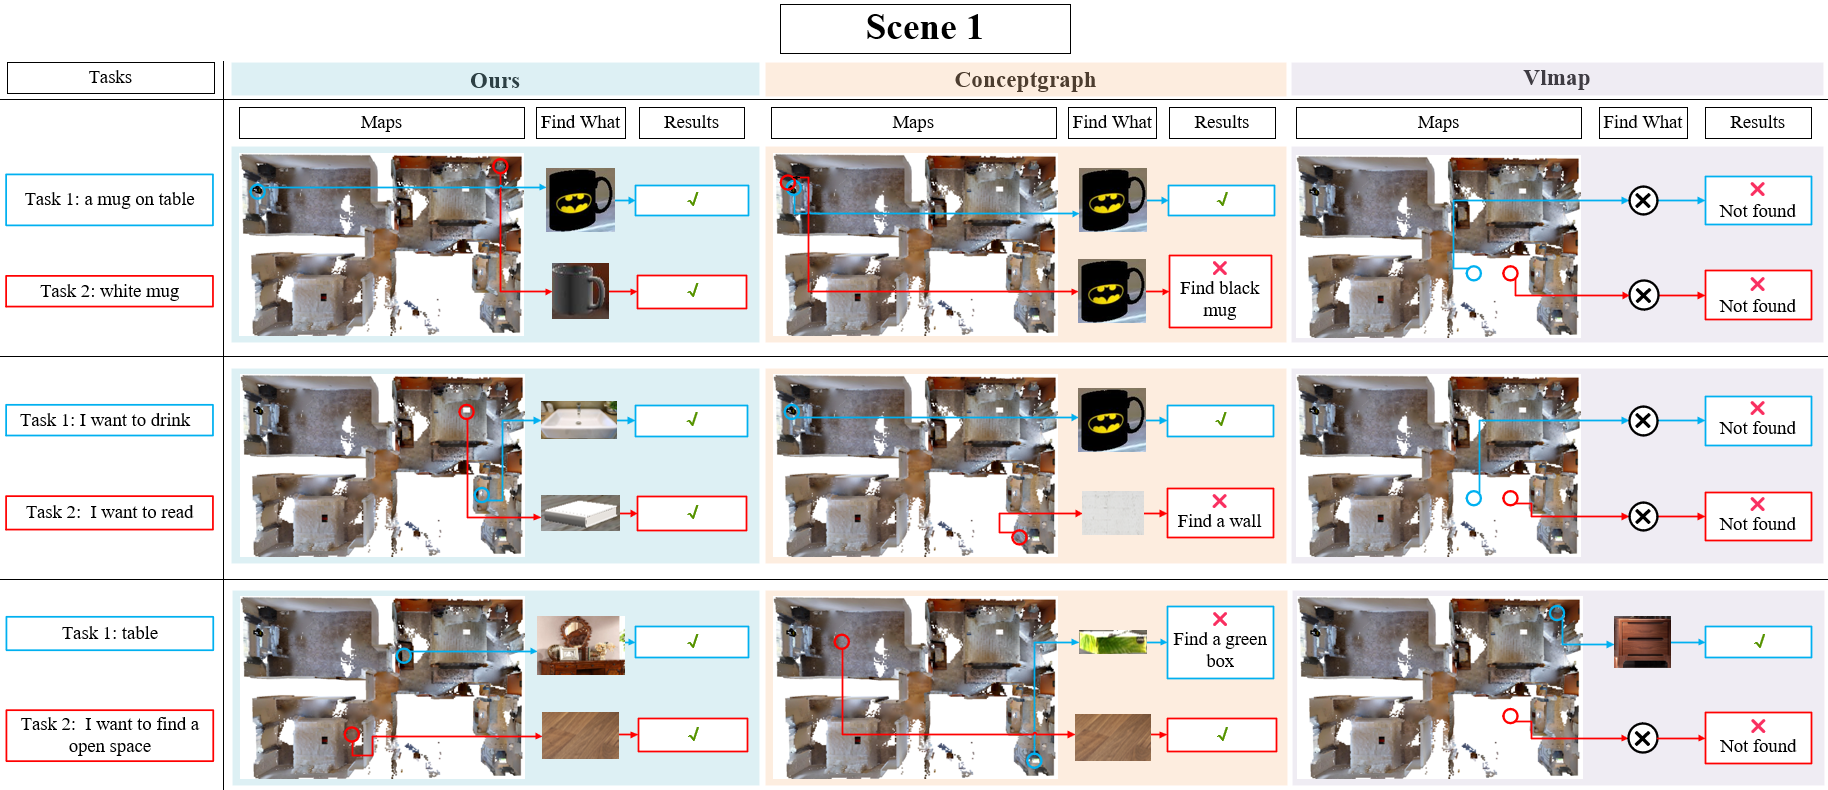 Scene 1
Tasks
Ours
Conceptgraph
Vlmap
Maps
Find What
Results
Maps
Find What
Results
Maps
Find What
Results
Task 1: a mug on table
√
√
Not found
Task 2: white mug
√
Find black
mug
Not found
Task 1: I want to drink
√
√
Not found
Task 2:  I want to read
√
Find a wall
Not found
Task 1: table
√
Find a green
box
√
Task 2:  I want to find a
open space
√
√
Not found